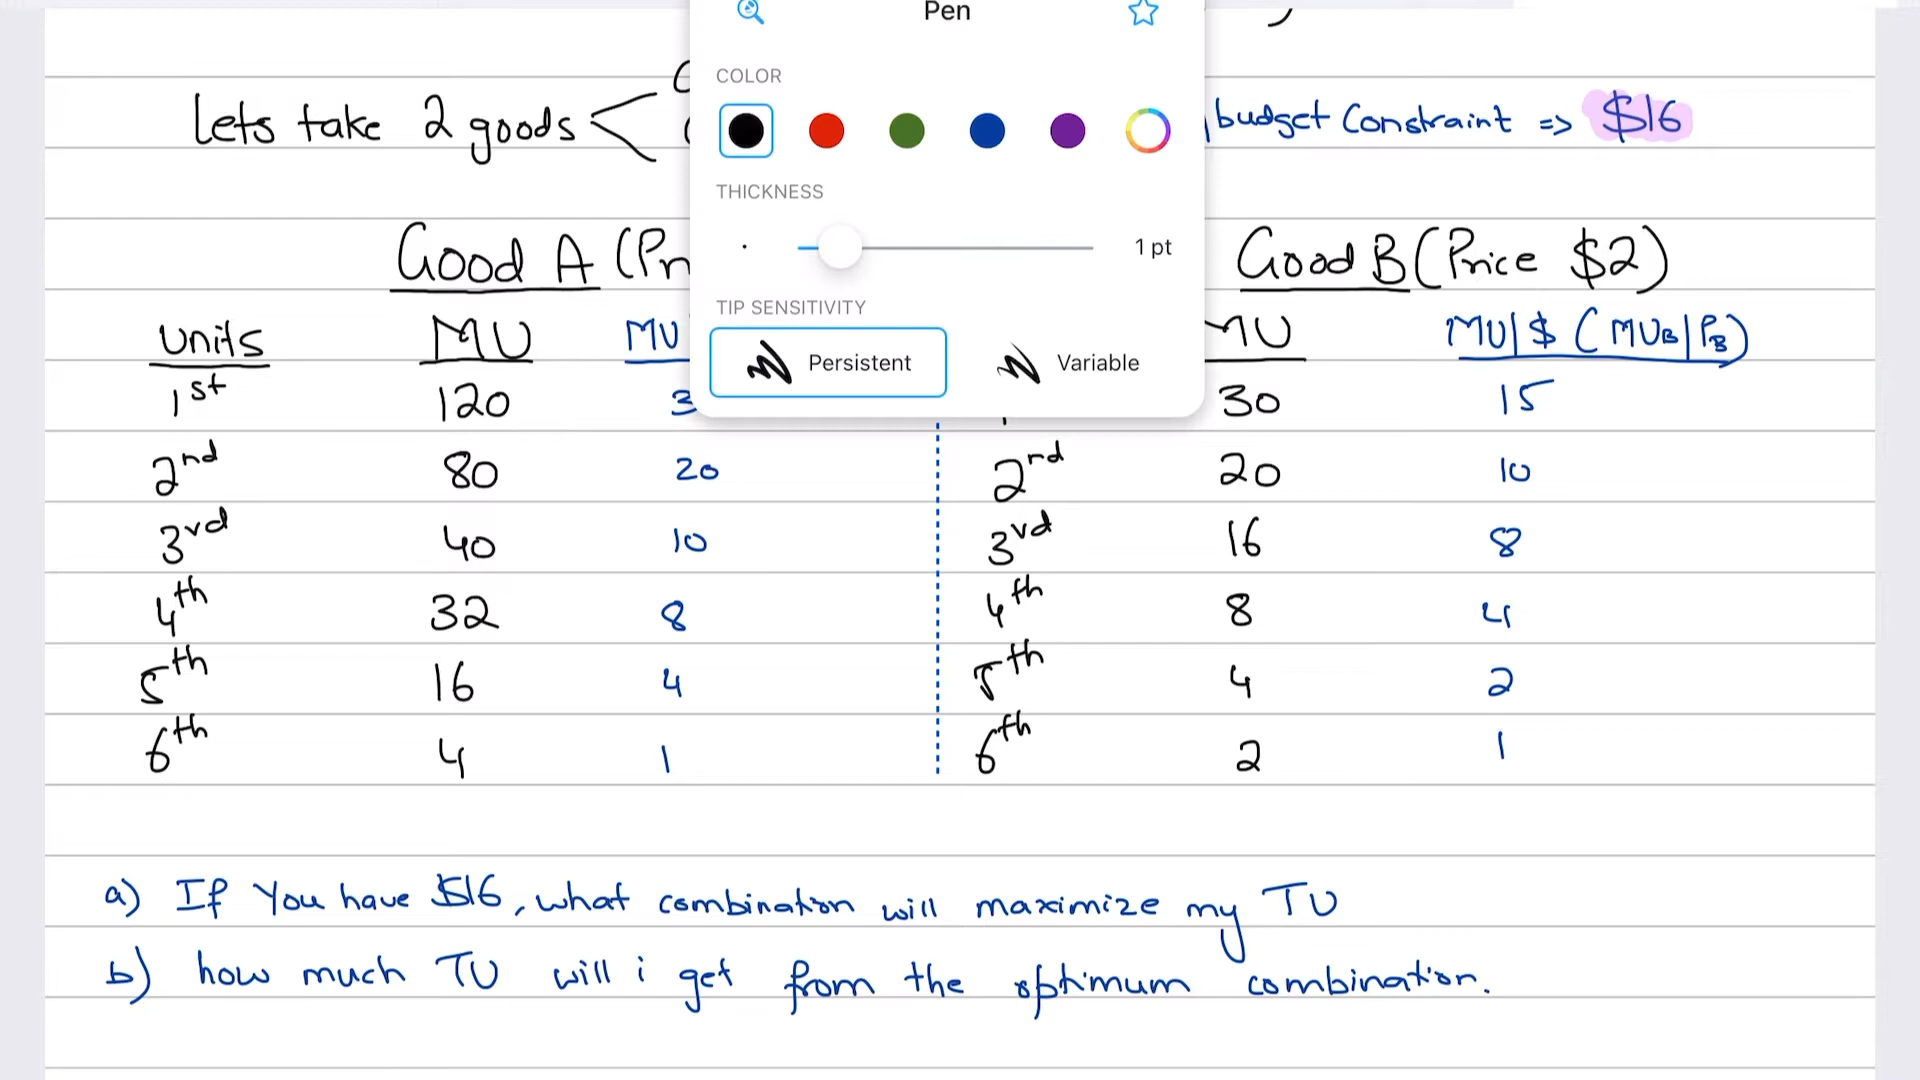 Pen
COLOR
lets take 2 goods budget Constraint => $16
THICKNESS
1 pt
Good A (Pri Good B (Price $2)
TIP SENSITIVITY
Units MU MU MU MU|$ (MUB|PB)
Persistent Variable
1st 120 3 30 15
2nd 80 20 2nd 20 10
3rd 40 10 3rd 16 8
4th 32 8 4th 8 4
5th 16 4 5th 4 2
6th 4 1 6th 2 1
a) If You have $16, what combination will maximize my TU
b) how much TU will i get from the optimum combination.